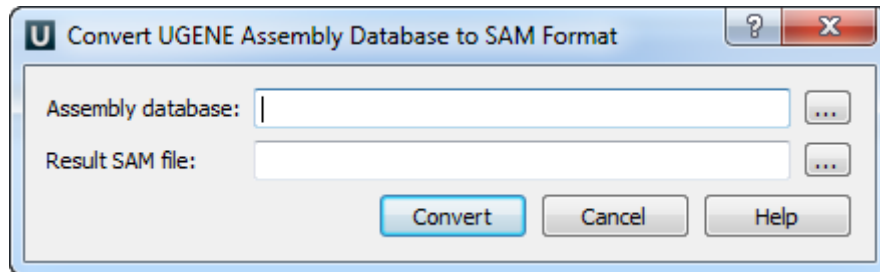 U Convert UGENE Assembly Database to SAM Format ? X
Assembly database: ...
Result SAM file: ...
Convert Cancel Help